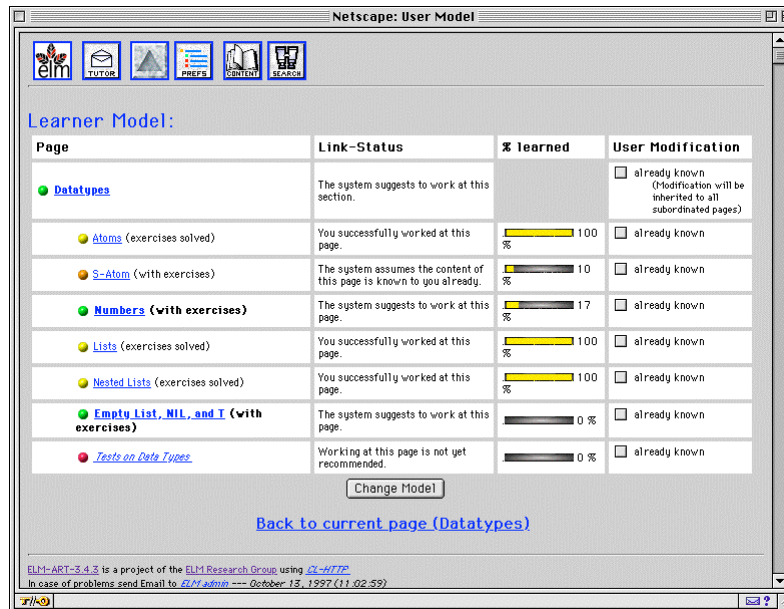 Netscape: User Model
elm TUTOR PREFS CONTENT SEARCH
Learner Model:
Page Link-Status % learned User Modification
Datatypes
The system suggests to work at this
section.
already known
(Modification will be
inherited to all
subordinated pages)
Atoms (exercises solved)
You successfully worked at this
page.
100
%
already known
S-Atom (with exercises)
The system assumes the content of
this page is known to you already.
10
%
already known
Numbers (with exercises)
The system suggests to work at this
page.
17
%
already known
Lists (exercises solved)
You successfully worked at this
page.
100
%
already known
Nested Lists (exercises solved)
You successfully worked at this
page.
100
%
already known
Empty List, NIL, and T (with
exercises)
The system suggests to work at this
page.
0 %
already known
Tests on Data Types
Working at this page is not yet
recommended.
0 %
already known
Change Model
Back to current page (Datatypes)
ELM-ART-3.4.3 is a project of the ELM Research Group using CL-HTTP
In case of problems send Email to ELM admin --- October 13, 1997 (11:02:59)